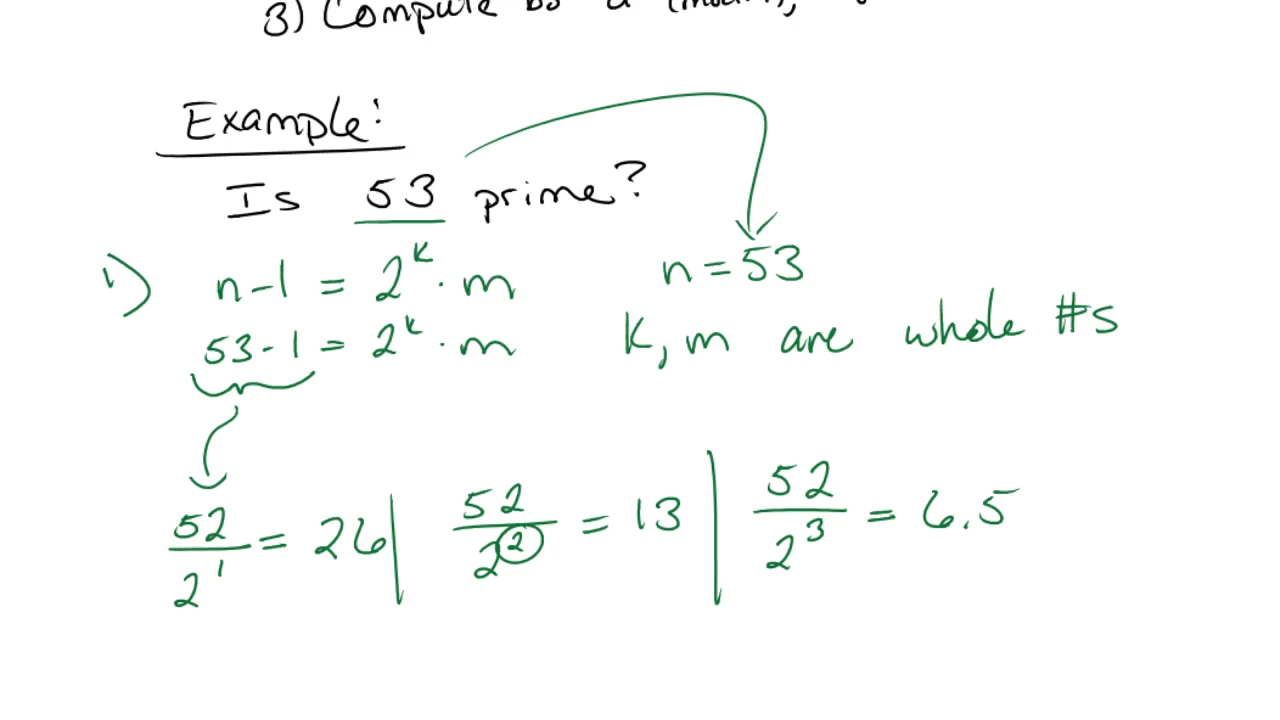 3) Compute
Example:
Is 53 prime?
1) n-1 = 2^k · m n = 53
53-1 = 2^k · m k, m are whole #s
52/2^1 = 26 | 52/2^2 = 13 | 52/2^3 = 6.5